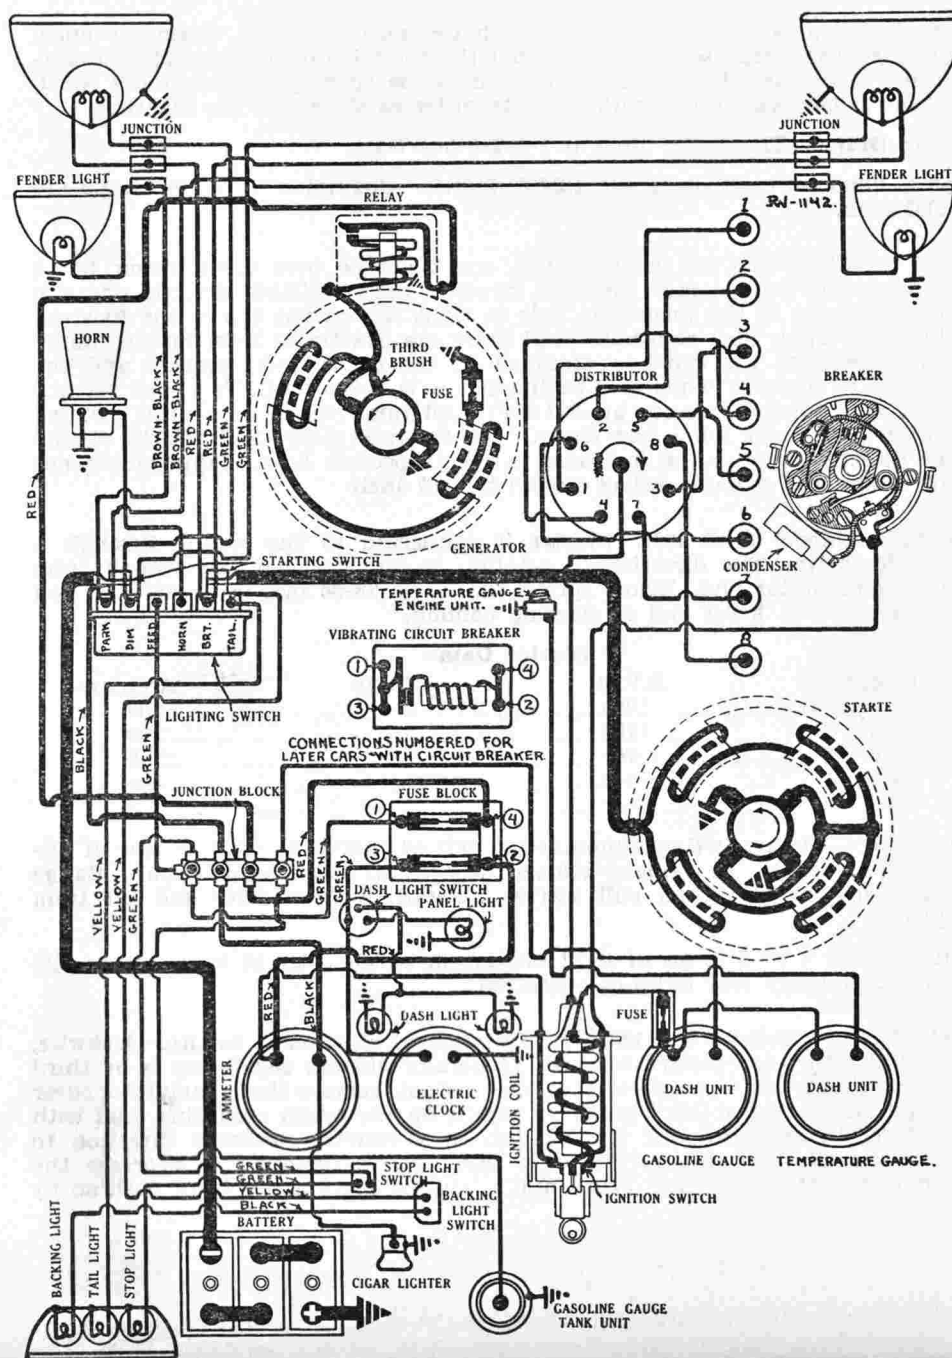 JUNCTION
JUNCTION
FENDER LIGHT
FENDER LIGHT
RELAY
RW-1142.
1
2
3
4
5
6
7
8
HORN
THIRD
BRUSH
FUSE
DISTRIBUTOR
BREAKER
2
5
6
8
1
3
4
7
BROWN-BLACK
BROWN-BLACK
RED
RED
GREEN
GREEN
RED
GENERATOR
CONDENSER
STARTING SWITCH
TEMPERATURE GAUGE
ENGINE UNIT.
PARK
DIM
FEED
HORN
BRT.
TAIL.
VIBRATING CIRCUIT BREAKER
1
4
3
2
LIGHTING SWITCH
STARTE
BLACK
GREEN
CONNECTIONS NUMBERED FOR
LATER CARS-WITH CIRCUIT BREAKER
JUNCTION BLOCK
FUSE BLOCK
1
4
3
2
RED
GREEN
GREEN
DASH LIGHT SWITCH
PANEL LIGHT
YELLOW
YELLOW
GREEN
RED
RED
BLACK
DASH LIGHT
FUSE
AMMETER
ELECTRIC
CLOCK
IGNITION COIL
DASH UNIT
DASH UNIT
GASOLINE GAUGE
TEMPERATURE GAUGE.
GREEN
GREEN
YELLOW
BLACK
STOP LIGHT
SWITCH
BACKING
LIGHT
SWITCH
IGNITION SWITCH
BATTERY
BACKING LIGHT
TAIL LIGHT
STOP LIGHT
CIGAR LIGHTER
GASOLINE GAUGE
TANK UNIT